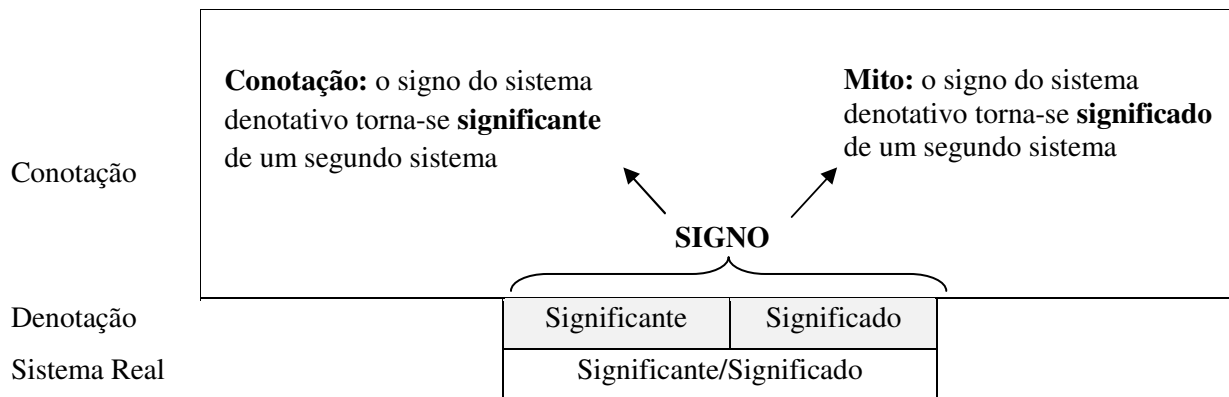 Conotação: o signo do sistema
denotativo torna-se significante
de um segundo sistema
Mito: o signo do sistema
denotativo torna-se significado
de um segundo sistema
Conotação
SIGNO
Denotação
Significante
Significado
Sistema Real
Significante/Significado